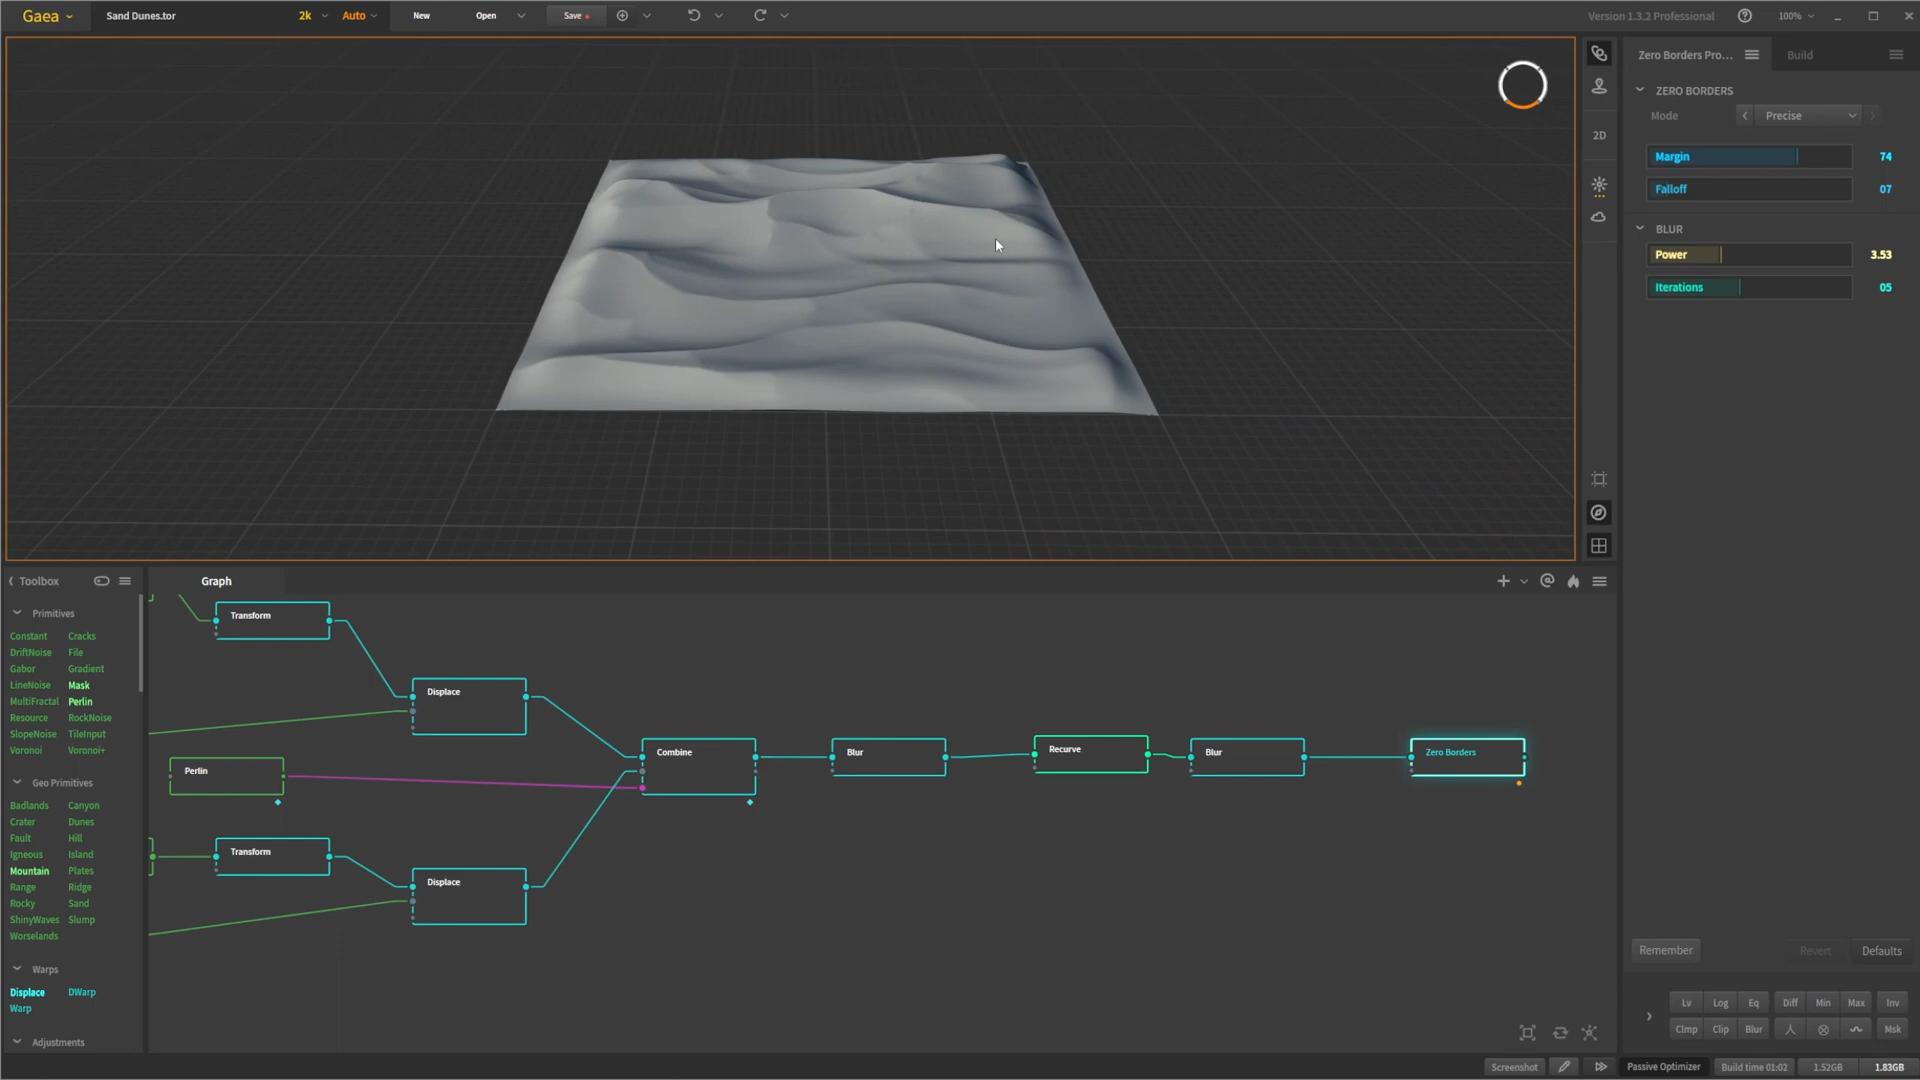 Gaea
Sand Dunes.tor
2k
Auto
New
Open
Save
Version 1.3.2 Professional
100%
Zero Borders Pro...
Build
ZERO BORDERS
Mode
Precise
Margin 74
Falloff 07
BLUR
Power 3.53
Iterations 05
2D
Toolbox
Graph
Primitives
Constant Cracks
DriftNoise File
Gabor Gradient
LineNoise Mask
MultiFractal Perlin
Resource RockNoise
SlopeNoise TileInput
Voronoi Voronoi+
Geo Primitives
Badlands Canyon
Crater Dunes
Fault Hill
Igneous Island
Mountain Plates
Range Ridge
Rocky Sand
ShinyWaves Slump
Worselands
Warps
Displace DWarp
Warp
Adjustments
Transform
Displace
Perlin
Combine
Blur
Recurve
Blur
Zero Borders
Transform
Displace
Remember
Revert
Defaults
Lv Log Eq Diff Min Max Inv
Clmp Clip Blur Msk
Screenshot
Passive Optimizer
Build time 01:02
1.52GB
1.83GB